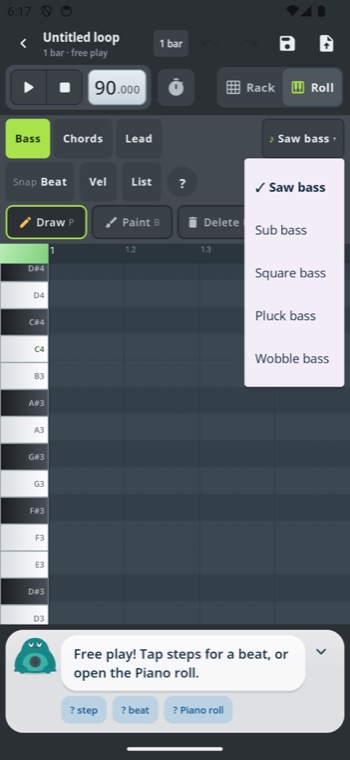 6:17
Untitled loop
1 bar · free play
1 bar
90.000
Rack
Roll
Bass
Chords
Lead
♪ Saw bass
Snap Beat
Vel
List
?
Draw P
Paint B
Delete
✓ Saw bass
Sub bass
Square bass
Pluck bass
Wobble bass
1
1.2
1.3
D#4
D4
C#4
C4
B3
A#3
A3
G#3
G3
F#3
F3
E3
D#3
D3
Free play! Tap steps for a beat, or
open the Piano roll.
? step
? beat
? Piano roll